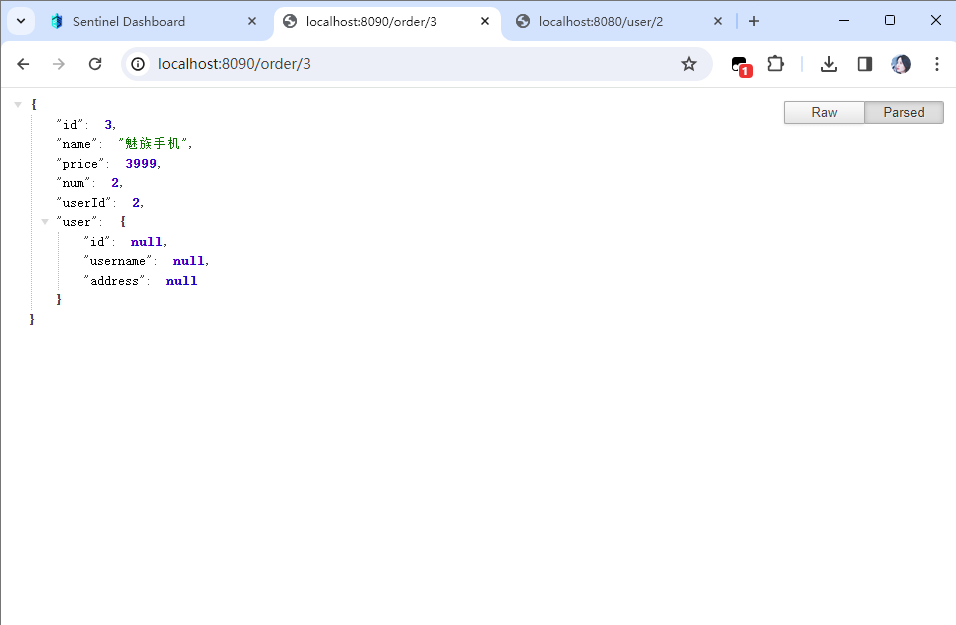 Sentinel Dashboard
localhost:8090/order/3
localhost:8080/user/2
localhost:8090/order/3
1
Raw
Parsed
{
"id": 3,
"name": "魅族手机",
"price": 3999,
"num": 2,
"userId": 2,
"user": {
"id": null,
"username": null,
"address": null
}
}